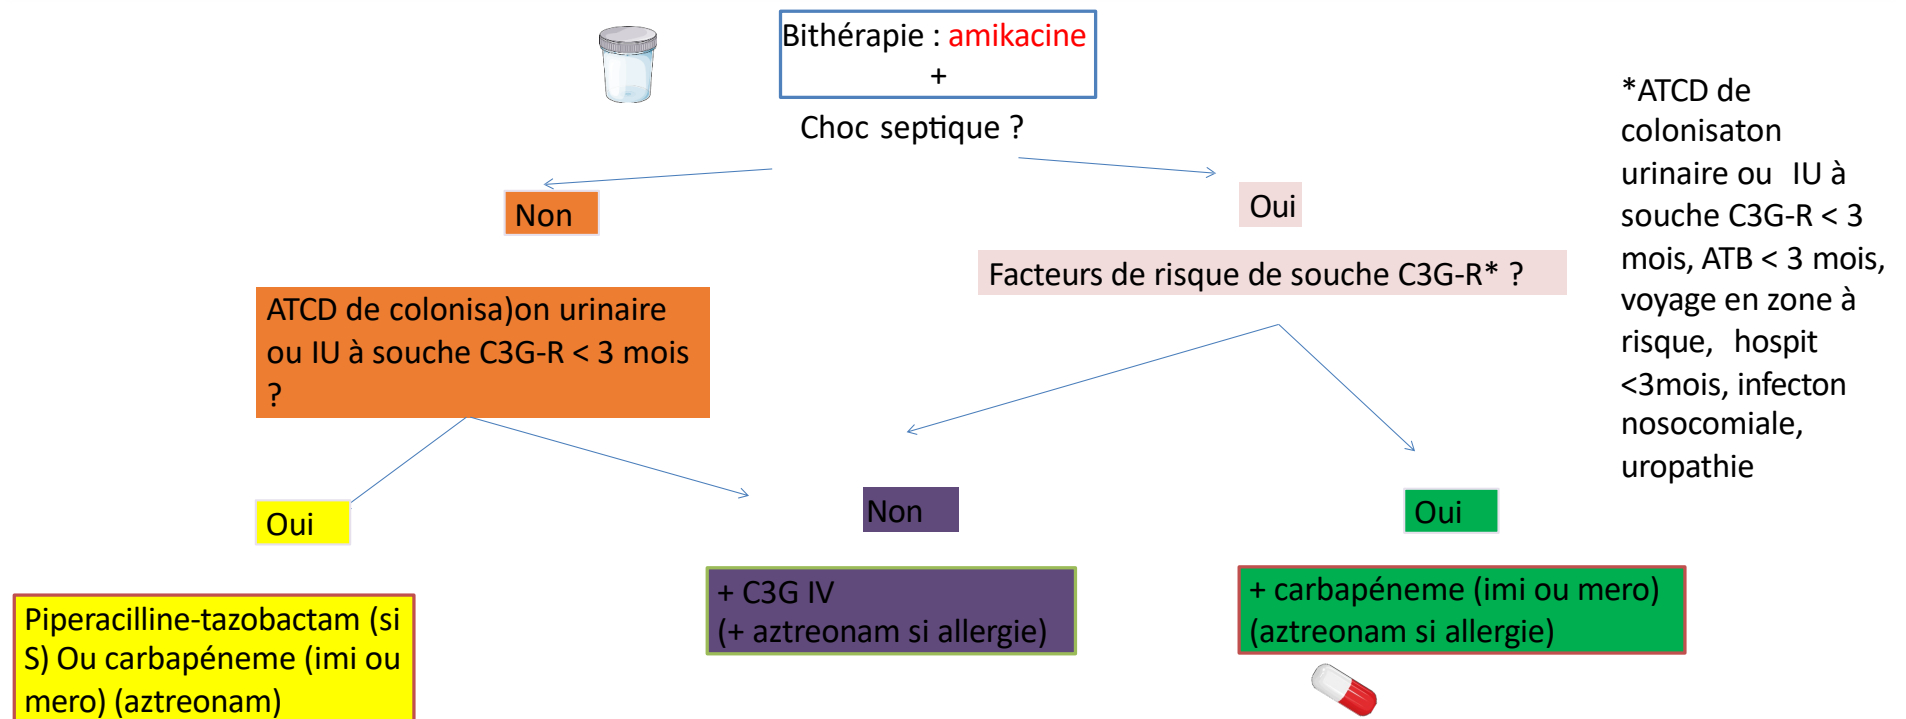 Bithérapie : amikacine
+
Choc septique ?
Non
Oui
Facteurs de risque de souche C3G-R* ?
ATCD de colonisa)on urinaire
ou IU à souche C3G-R < 3 mois
?
Oui
Non
Oui
Piperacilline-tazobactam (si
S) Ou carbapéneme (imi ou
mero) (aztreonam)
+ C3G IV
(+ aztreonam si allergie)
+ carbapéneme (imi ou mero)
(aztreonam si allergie)
*ATCD de
colonisaton
urinaire ou IU à
souche C3G-R < 3
mois, ATB < 3 mois,
voyage en zone à
risque, hospit
<3mois, infecton
nosocomiale,
uropathie